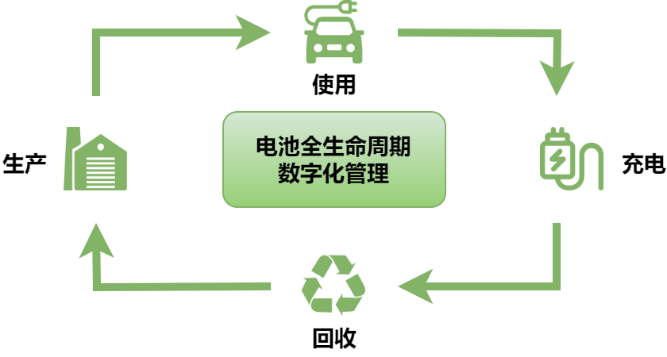 使用
生产
电池全生命周期
数字化管理
充电
回收